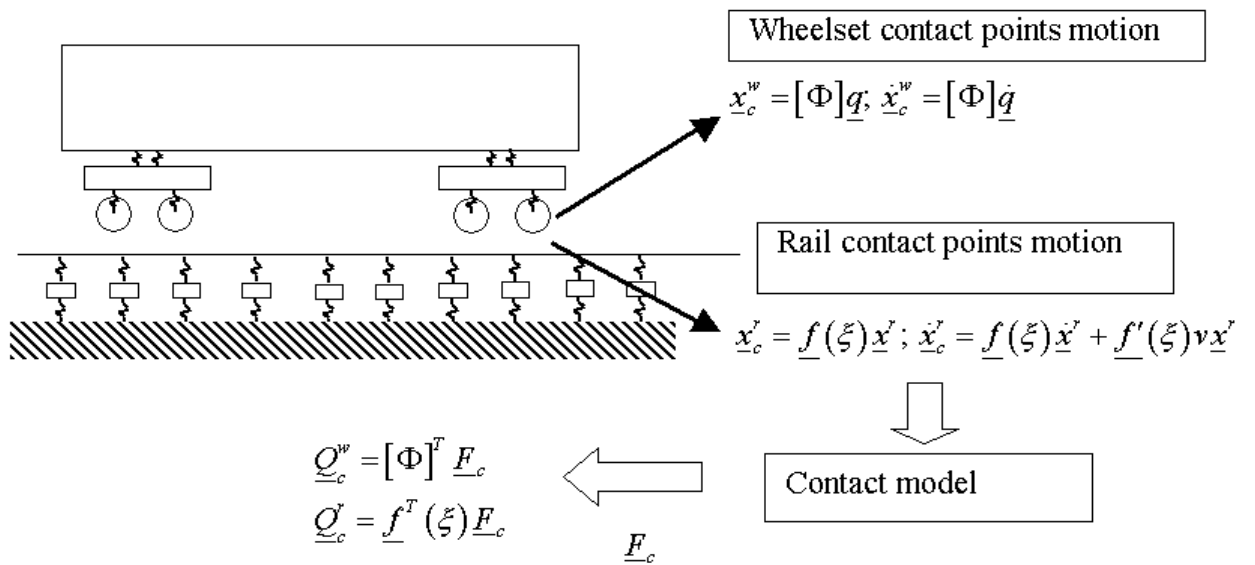 Wheelset contact points motion
x_c^w = [Φ]q; ẋ_c^w = [Φ]q̇
Rail contact points motion
x_c^r = f(ξ)x^r; ẋ_c^r = f(ξ)ẋ^r + f'(ξ)vx^r
Contact model
Q_c^w = [Φ]^T F_c
Q_c^r = f^T(ξ)F_c
F_c